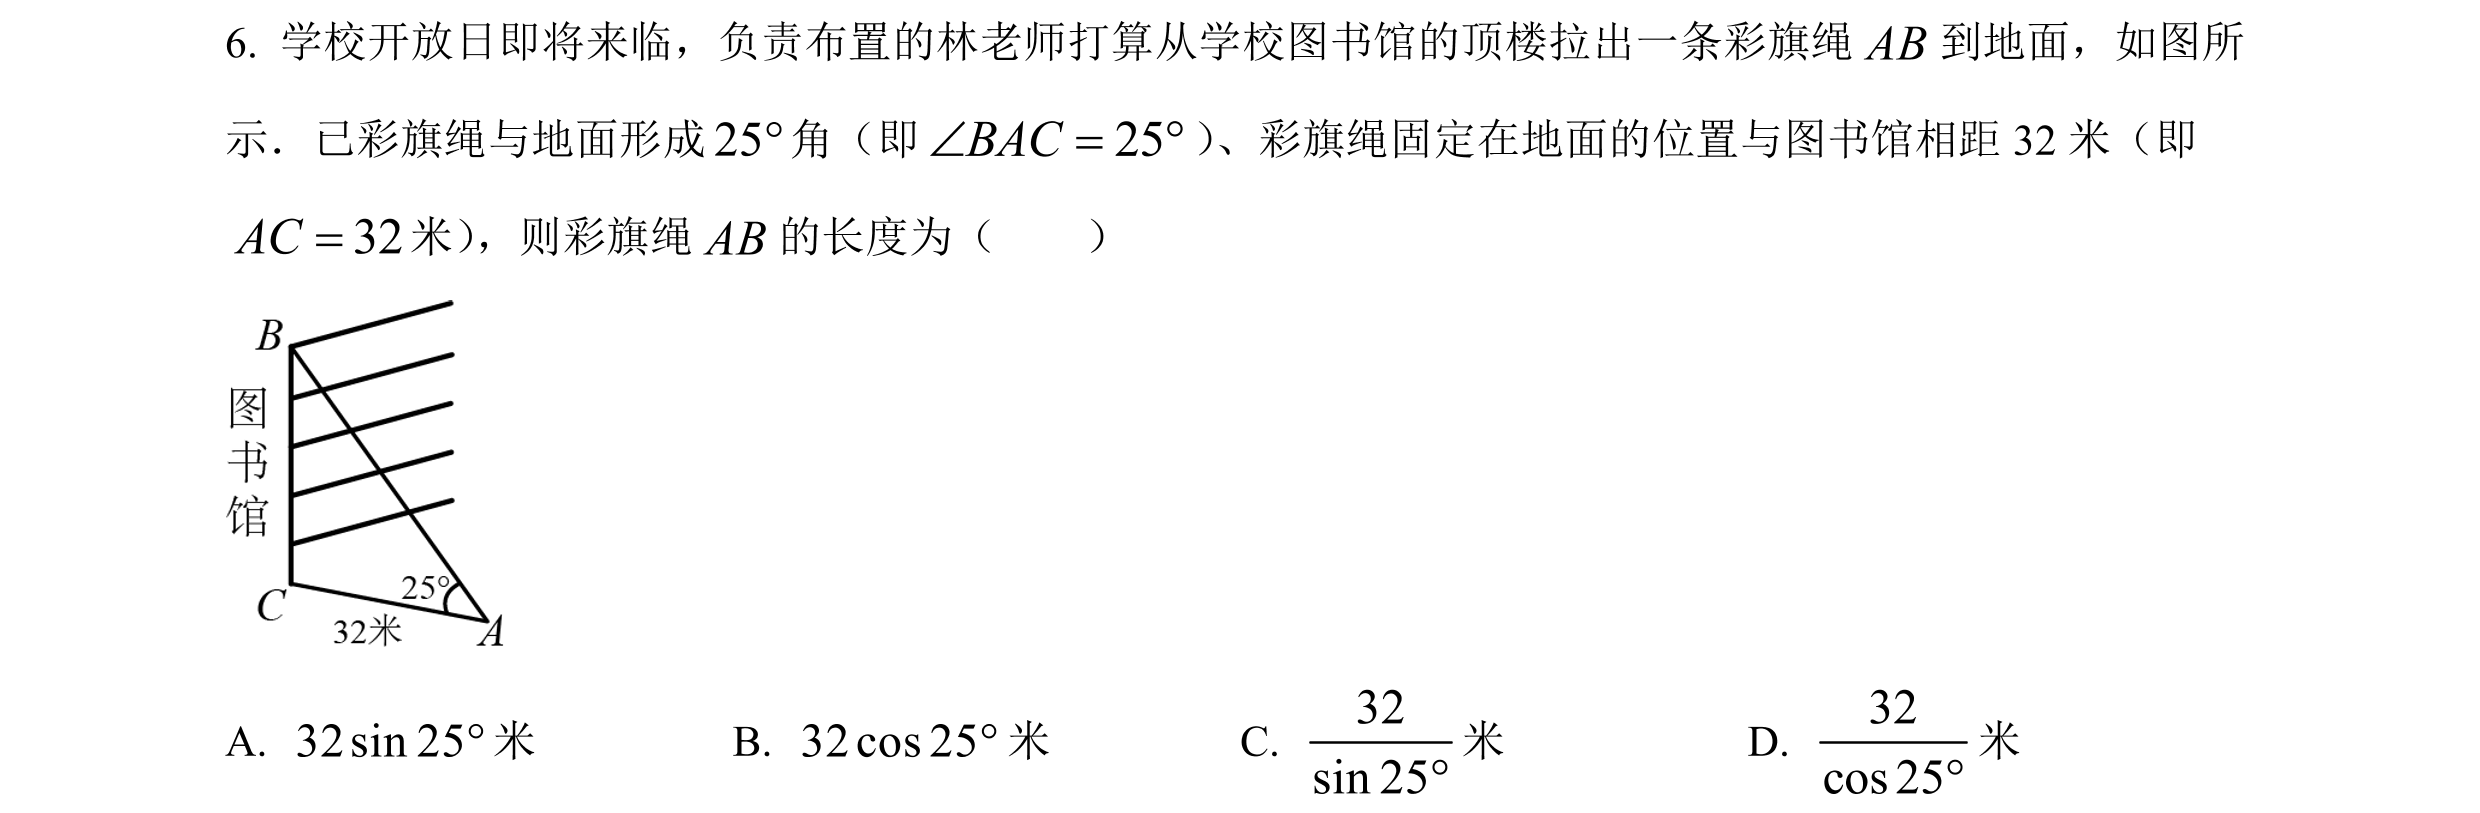 6. 学校开放日即将来临，负责布置的林老师打算从学校图书馆的顶楼拉出一条彩旗绳 AB 到地面，如图所
示．已彩旗绳与地面形成 25° 角（即 ∠BAC = 25°）、彩旗绳固定在地面的位置与图书馆相距 32 米（即
AC = 32 米），则彩旗绳 AB 的长度为（　　）
B
图
书
馆
C
25°
32米
A
A. 32 sin 25° 米 B. 32 cos 25° 米 C. 32/sin 25° 米 D. 32/cos 25° 米